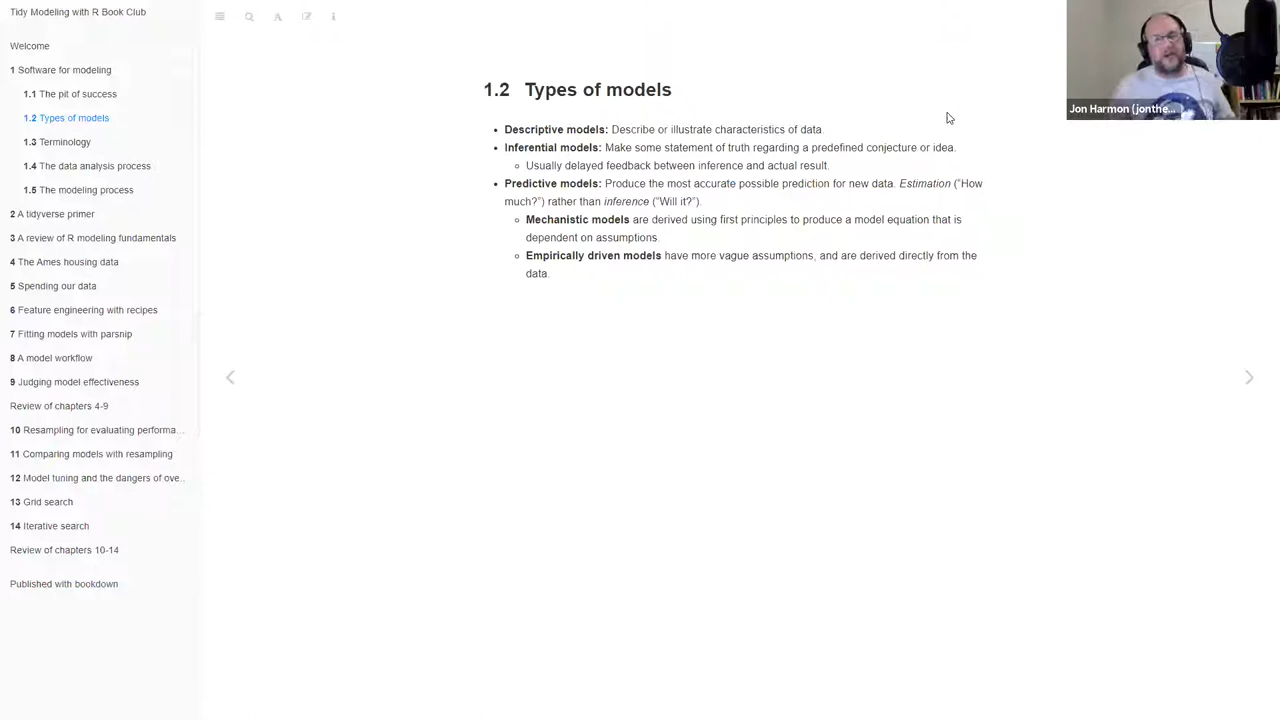 Tidy Modeling with R Book Club
Welcome
1 Software for modeling
1.1 The pit of success
1.2 Types of models
1.3 Terminology
1.4 The data analysis process
1.5 The modeling process
2 A tidyverse primer
3 A review of R modeling fundamentals
4 The Ames housing data
5 Spending our data
6 Feature engineering with recipes
7 Fitting models with parsnip
8 A model workflow
9 Judging model effectiveness
Review of chapters 4-9
10 Resampling for evaluating performa...
11 Comparing models with resampling
12 Model tuning and the dangers of ove...
13 Grid search
14 Iterative search
Review of chapters 10-14
Published with bookdown
1.2 Types of models
• Descriptive models: Describe or illustrate characteristics of data.
• Inferential models: Make some statement of truth regarding a predefined conjecture or idea.
Usually delayed feedback between inference and actual result.
• Predictive models: Produce the most accurate possible prediction for new data. Estimation ("How
much?") rather than inference ("Will it?").
Mechanistic models are derived using first principles to produce a model equation that is
dependent on assumptions.
Empirically driven models have more vague assumptions, and are derived directly from the
data.
Jon Harmon (jonthe...